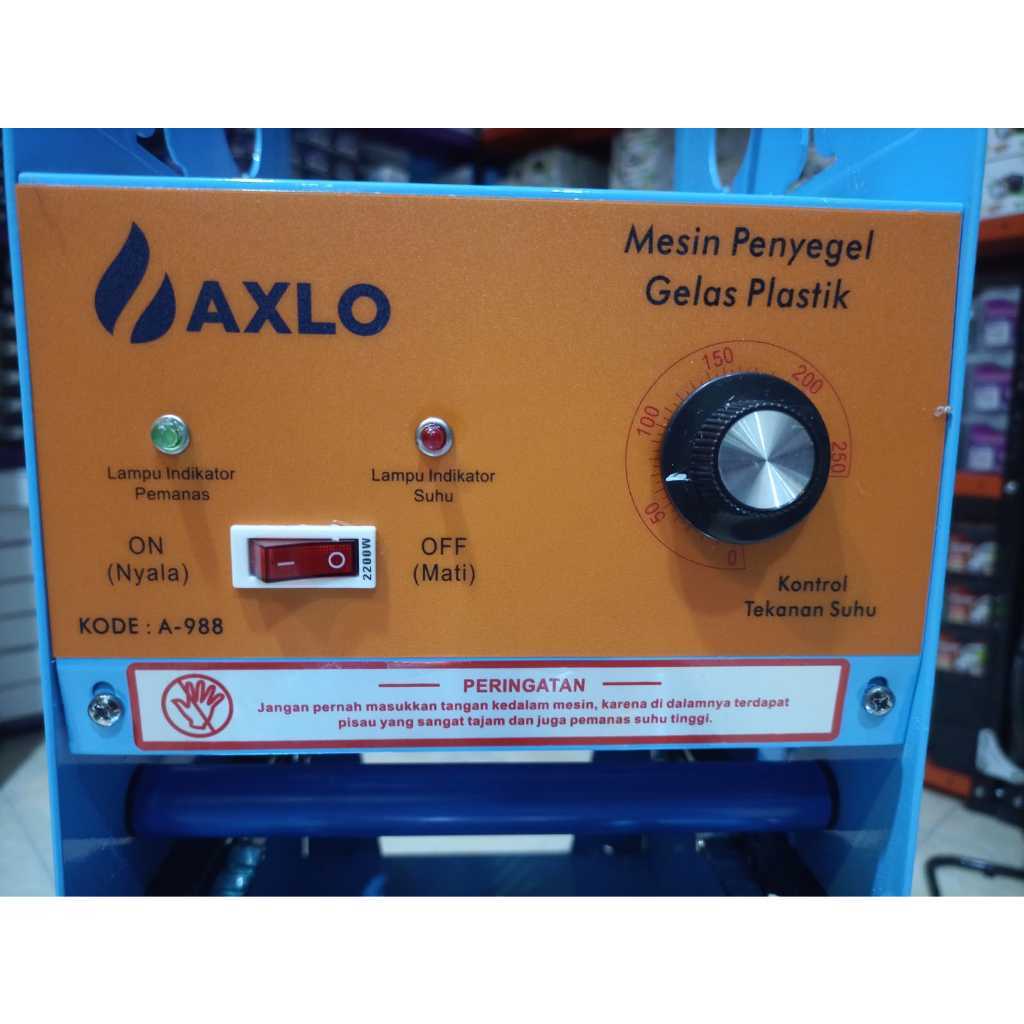 AXLO
Mesin Penyegel
Gelas Plastik
150
200
100
250
50
0
Lampu Indikator
Pemanas
Lampu Indikator
Suhu
ON
(Nyala)
2200W
OFF
(Mati)
Kontrol
Tekanan Suhu
KODE : A-988
PERINGATAN
Jangan pernah masukkan tangan kedalam mesin, karena di dalamnya terdapat
pisau yang sangat tajam dan juga pemanas suhu tinggi.